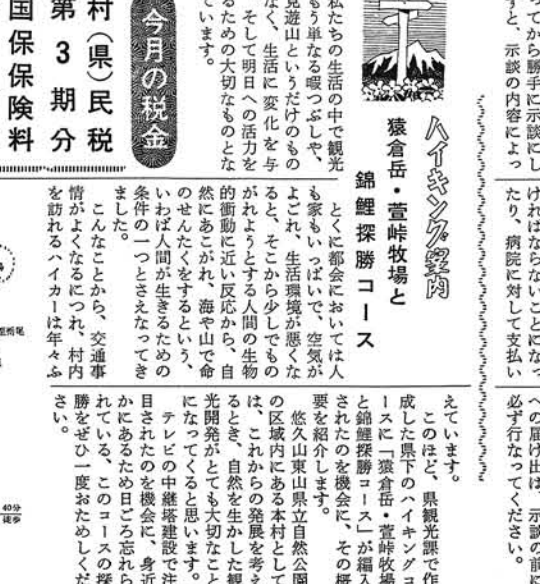 ってから勝手に示談にし
すと、示談の内容によっ
ければならないことになっ
たり、病院に対して支払い
への届け出は、示談の前に
必ず行なってください。
ハイキング案内
猿倉岳・萱峠牧場と
錦鯉探勝コース
私たちの生活の中で観光
もう単なる暇つぶしや、
見遊山というだけのもの
なく、生活に変化を与
そして明日への活力を
るための大切なものとな
ています。
とくに都会においては人
も家もいっぱいで、空気が
よごれ、生活環境が悪くな
ると、そこから少しでもの
がれようとする人間の生物
的衝動に近い反応から、自
然にあこがれ、海や山で命
のせんたくをするという、
いわば人間が生きるための
条件の一つとさえなってき
ました。
こんなことから、交通事
情がよくなるにつれ、村内
を訪れるハイカーは年々ふ
えています。
このほど、県観光課で作
成した県下のハイキングコ
ースに「猿倉岳・萱峠牧場
と錦鯉探勝コース」が編入
されたのを機会に、その概
要を紹介します。
悠久山東山県立自然公園
の区域内にある本村として
は、これからの発展を考え
るとき、自然を生かした観
光開発がとても大切なこと
になってくると思います。
テレビの中継塔建設で注
目されたのを機会に、身近
かにあるため日ごろ忘れら
れている、このコースの探
勝をぜひ一度おためしくだ
さい。
今月の税金
村（県）民税
第3期分
国保保険料
40分
徒歩